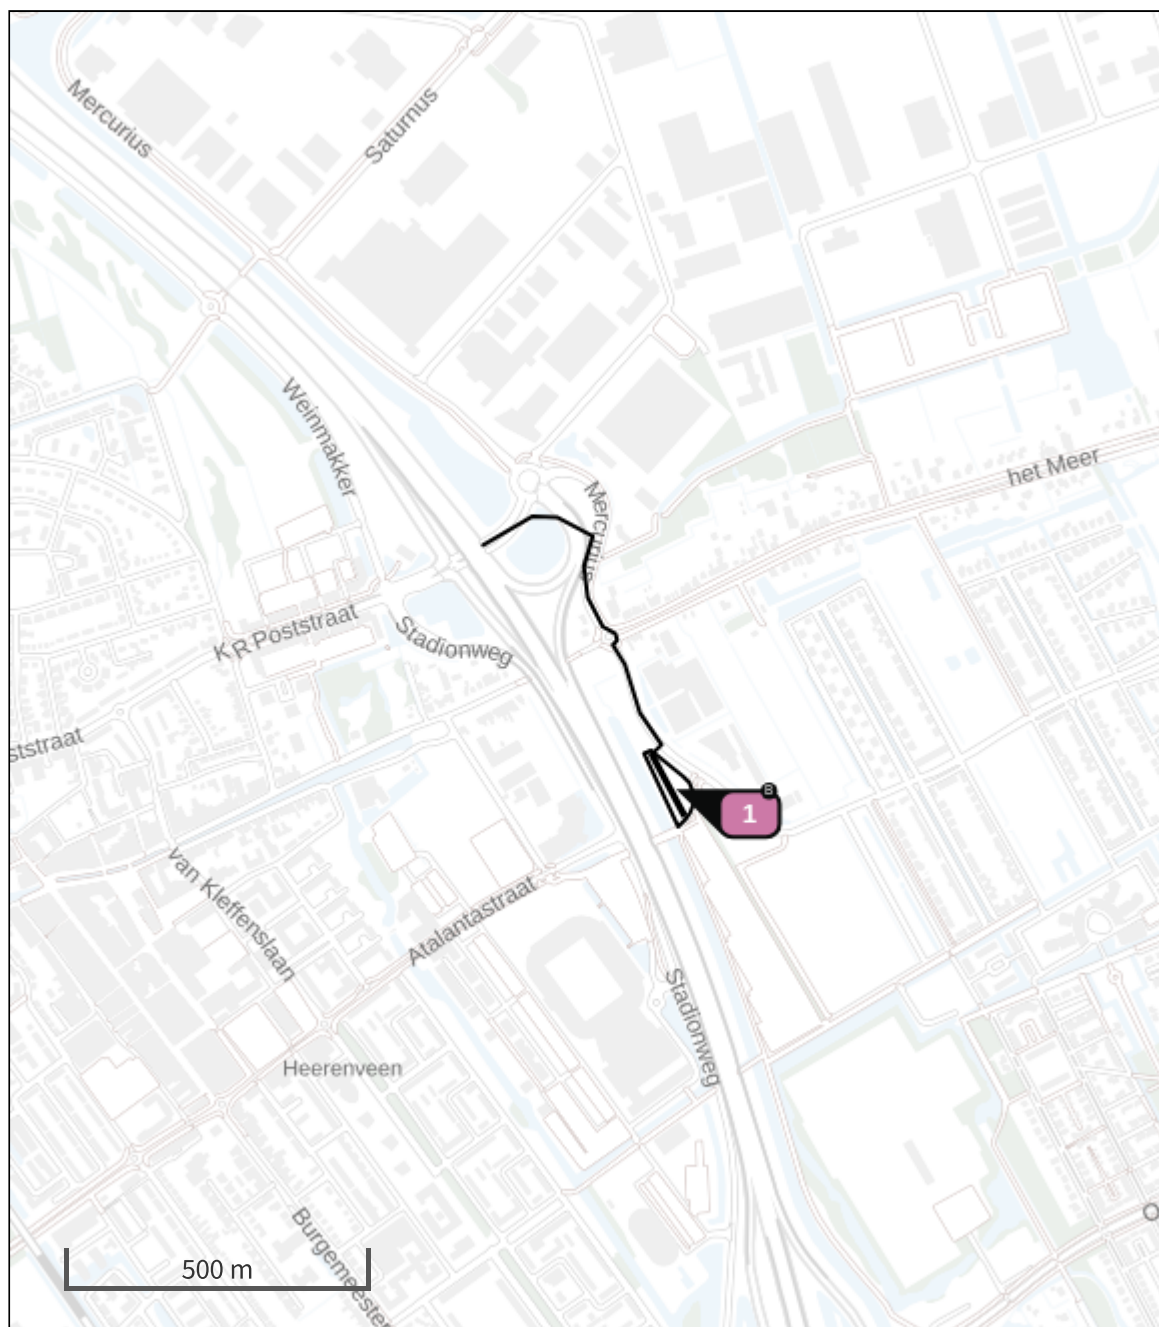 Mercurius
Saturnus
Weinmakker
het Meer
Mercurius
K R Poststraat
Stadionweg
ststraat
B
1
van Kleffenslaan
Atalantastraat
Stadionweg
Heerenveen
O
Burgemeester
500 m